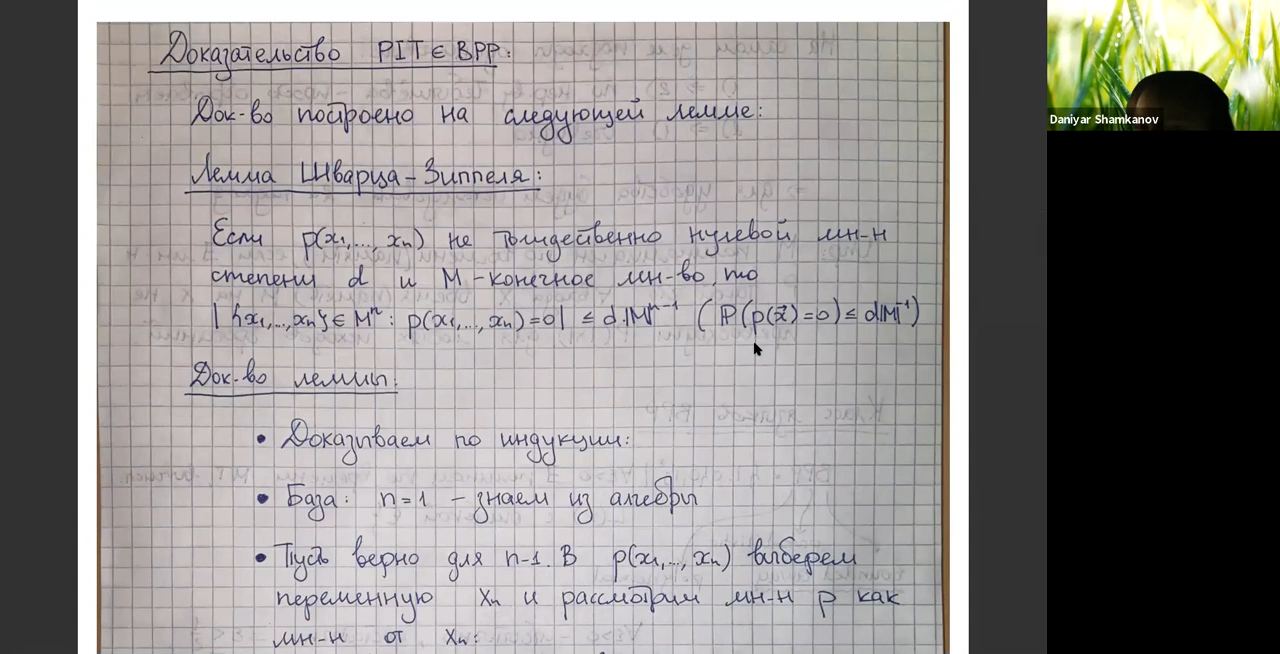 Доказательство PIT ∈ BPP:
Док-во построено на следующей лемме:
Лемма Шварца-Зиппеля:
Если p(x₁,..., xₙ) не тождественно нулевой мн-н
степени d и M - конечное мн-во, то
|{x₁,...,xₙ} ∈ Mⁿ : p(x₁,...,xₙ)=0| ≤ d·|M|ⁿ⁻¹ (ℙ(p(x⃗)=0) ≤ d|M|⁻¹)
Док-во леммы:
• Доказываем по индукции:
• База: n=1 - знаем из алгебры
• Пусть верно для n-1. В p(x₁,.., xₙ) выберем
переменную xₙ и рассмотрим мн-н p как
мн-н от xₙ:
Daniyar Shamkanov